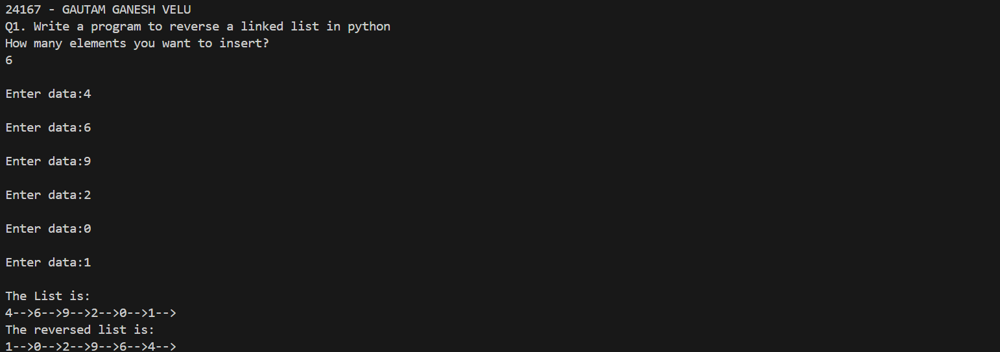 24167 - GAUTAM GANESH VELU
Q1. Write a program to reverse a linked list in python
How many elements you want to insert?
6
Enter data:4
Enter data:6
Enter data:9
Enter data:2
Enter data:0
Enter data:1
The List is:
4-->6-->9-->2-->0-->1-->
The reversed list is:
1-->0-->2-->9-->6-->4-->